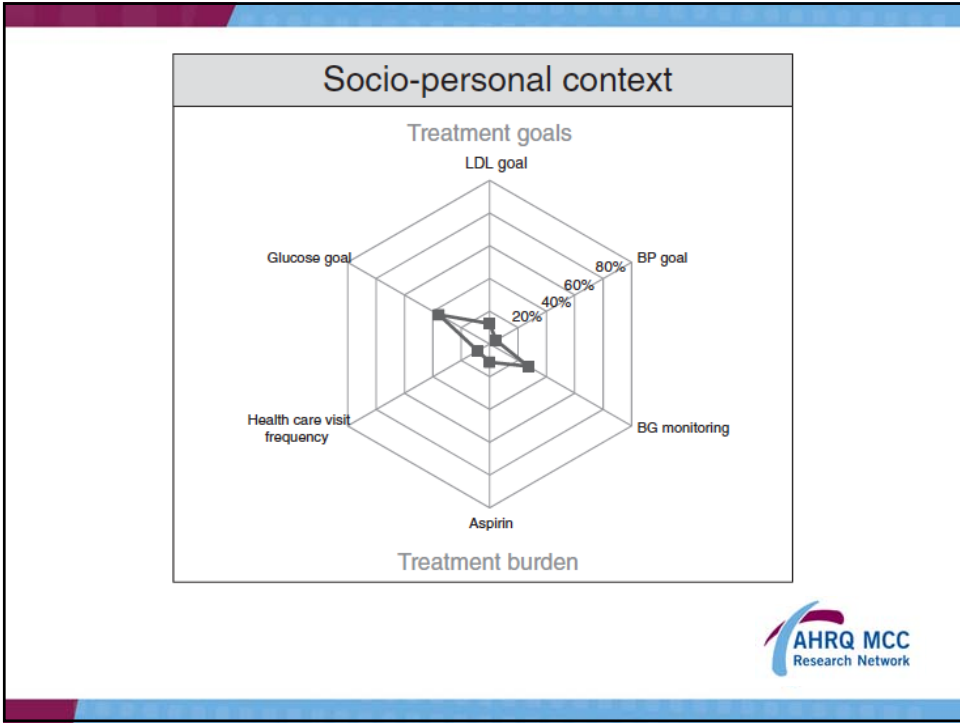 Socio-personal context
Treatment goals
LDL goal
Glucose goal
BP goal
80%
60%
40%
20%
Health care visit
frequency
BG monitoring
Aspirin
Treatment burden
AHRQ MCC
Research Network